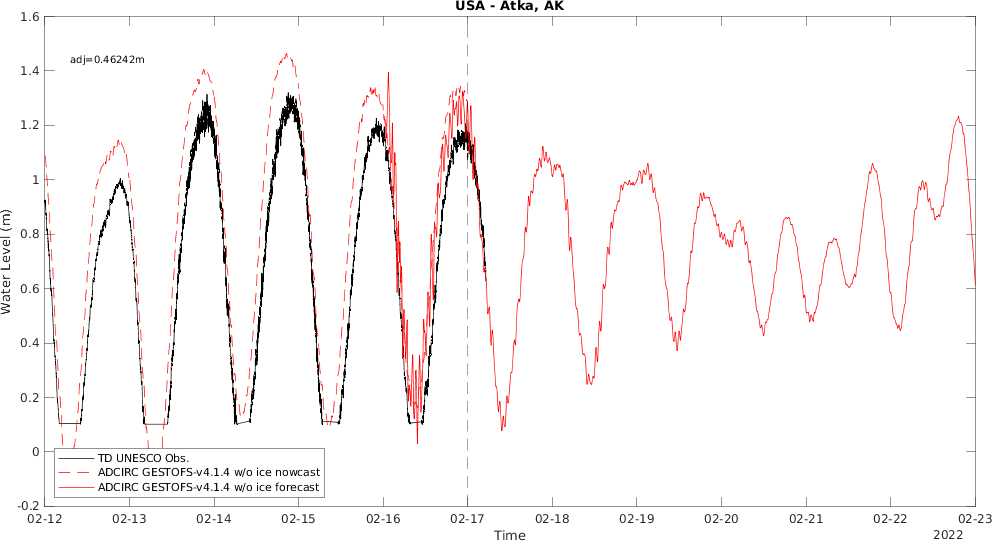 USA - Atka, AK
adj=0.46242m
Water Level (m)
1.6
1.4
1.2
1
0.8
0.6
0.4
0.2
0
-0.2
TD UNESCO Obs.
ADCIRC GESTOFS-v4.1.4 w/o ice nowcast
ADCIRC GESTOFS-v4.1.4 w/o ice forecast
02-12 02-13 02-14 02-15 02-16 02-17 02-18 02-19 02-20 02-21 02-22 02-23
Time
2022